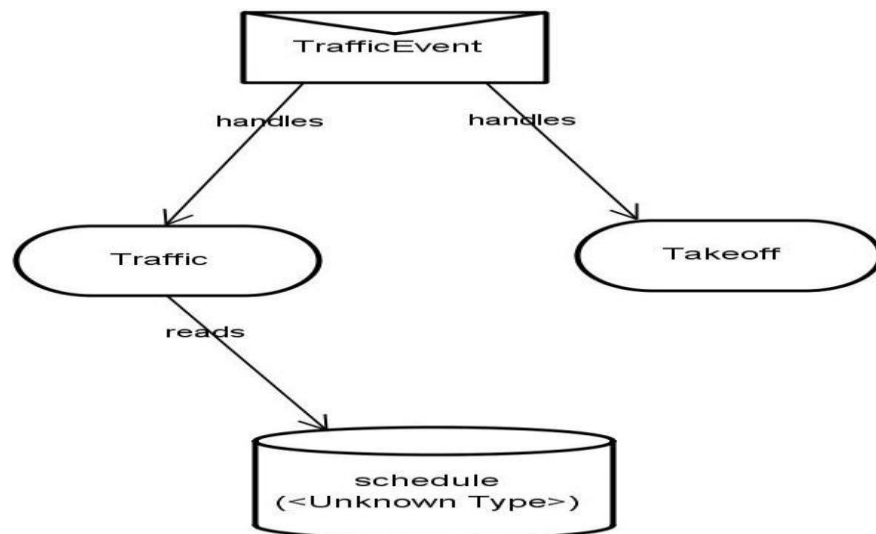 TrafficEvent
handles
handles
Traffic
Takeoff
reads
schedule
(<Unknown Type>)